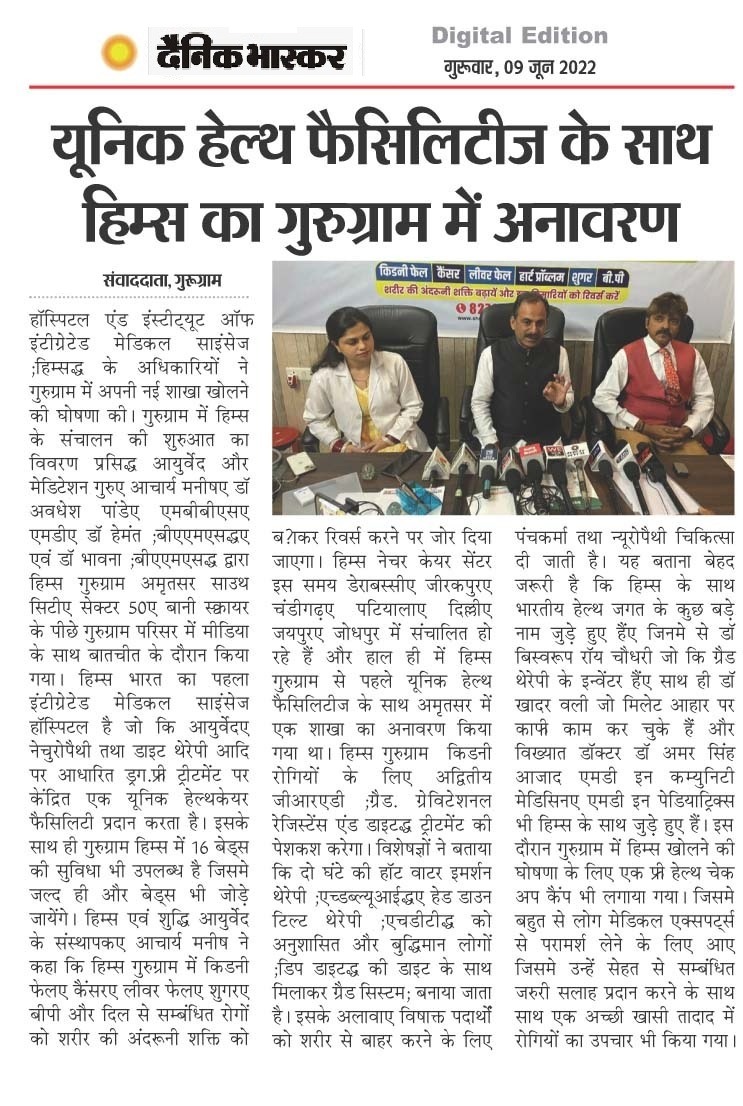 दैनिक भास्कर
Digital Edition
गुरूवार, 09 जून 2022
यूनिक हेल्थ फैसिलिटीज के साथ
हिम्स का गुरुग्राम में अनावरण
संवाददाता, गुरूग्राम
हॉस्पिटल एंड इंस्टीट्यूट ऑफ
इंटीग्रेटेड मेडिकल साइंसेज
;हिम्सद्ध के अधिकारियों ने
गुरुग्राम में अपनी नई शाखा खोलने
की घोषणा की। गुरुग्राम में हिम्स
के संचालन की शुरुआत का
विवरण प्रसिद्ध आयुर्वेद और
मेडिटेशन गुरुए आचार्य मनीषए डॉ
अवधेश पांडेए एमबीबीएसए
एमडीए डॉ हेमंत ;बीएएमएसद्धए
एवं डॉ भावना ;बीएएमएसद्ध द्वारा
हिम्स गुरुग्राम अमृतसर साउथ
सिटीए सेक्टर 50ए बानी स्क्वायर
के पीछे गुरुग्राम परिसर में मीडिया
के साथ बातचीत के दौरान किया
गया। हिम्स भारत का पहला
इंटीग्रेटेड मेडिकल साइंसेज
हॉस्पिटल है जो कि आयुर्वेदए
नेचुरोपैथी तथा डाइट थेरेपी आदि
पर आधारित ड्रग.फ्री ट्रीटमेंट पर
केंद्रित एक यूनिक हेल्थकेयर
फैसिलिटी प्रदान करता है। इसके
साथ ही गुरुग्राम हिम्स में 16 बेड्स
की सुविधा भी उपलब्ध है जिसमे
जल्द ही और बेड्स भी जोड़े
जायेंगे। हिम्स एवं शुद्धि आयुर्वेद
के संस्थापकए आचार्य मनीष ने
कहा कि हिम्स गुरुग्राम में किडनी
फेलए कैंसरए लीवर फेलए शुगरए
बीपी और दिल से सम्बंधित रोगों
को शरीर की अंदरूनी शक्ति को
किडनी फेल कैंसर लीवर फेल हार्ट प्रॉब्लम शुगर बी.पी
शरीर की अंदरूनी शक्ति बढ़ायें और को रिवर्स करें
ब?ाकर रिवर्स करने पर जोर दिया
जाएगा। हिम्स नेचर केयर सेंटर
इस समय डेराबस्सीए जीरकपुरए
चंडीगढ़ए पटियालाए दिल्लीए
जयपुरए जोधपुर में संचालित हो
रहे हैं और हाल ही में हिम्स
गुरुग्राम से पहले यूनिक हेल्थ
फैसिलिटीज के साथ अमृतसर में
एक शाखा का अनावरण किया
गया था। हिम्स गुरुग्राम किडनी
रोगियों के लिए अद्वितीय
जीआरएडी ;ग्रैड. ग्रेविटेशनल
रेजिस्टेंस एंड डाइटद्ध ट्रीटमेंट की
पेशकश करेगा। विशेषज्ञों ने बताया
कि दो घंटे की हॉट वाटर इमर्शन
थेरेपी ;एच्डब्ल्यूआईद्धए हेड डाउन
टिल्ट थेरेपी ;एचडीटीद्ध को
अनुशासित और बुद्धिमान लोगों
;डिप डाइटद्ध की डाइट के साथ
मिलाकर ग्रैड सिस्टम; बनाया जाता
है। इसके अलावाए विषाक्त पदार्थों
को शरीर से बाहर करने के लिए
पंचकर्मा तथा न्यूरोपैथी चिकित्सा
दी जाती है। यह बताना बेहद
जरूरी है कि हिम्स के साथ
भारतीय हेल्थ जगत के कुछ बड़े
नाम जुड़े हुए हैंए जिनमे से डॉ
बिस्वरूप रॉय चौधरी जो कि ग्रैड
थेरेपी के इन्वेंटर हैंए साथ ही डॉ
खादर वली जो मिलेट आहार पर
काफी काम कर चुके हैं और
विख्यात डॉक्टर डॉ अमर सिंह
आजाद एमडी इन कम्युनिटी
मेडिसिनए एमडी इन पेडियाट्रिक्स
भी हिम्स के साथ जुड़े हुए हैं। इस
दौरान गुरुग्राम में हिम्स खोलने की
घोषणा के लिए एक फ्री हेल्थ चेक
अप कैंप भी लगाया गया। जिसमे
बहुत से लोग मेडिकल एक्सपर्ट्स
से परामर्श लेने के लिए आए
जिसमे उन्हें सेहत से सम्बंधित
जरुरी सलाह प्रदान करने के साथ
साथ एक अच्छी खासी तादाद में
रोगियों का उपचार भी किया गया।